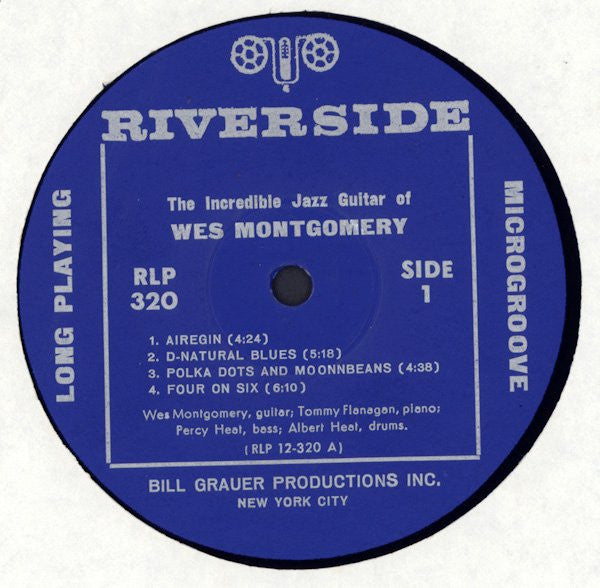 RIVERSIDE
The Incredible Jazz Guitar of
WES MONTGOMERY
RLP
320
SIDE
1
1. AIREGIN (4:24)
2. D-NATURAL BLUES (5:18)
3. POLKA DOTS AND MOONNBEANS (4:38)
4. FOUR ON SIX (6:10)
Wes Montgomery, guitar; Tommy Flanagan, piano;
Percy Heat, bass; Albert Heat, drums.
(RLP 12-320 A)
LONG PLAYING
MICROGROOVE
BILL GRAUER PRODUCTIONS INC.
NEW YORK CITY